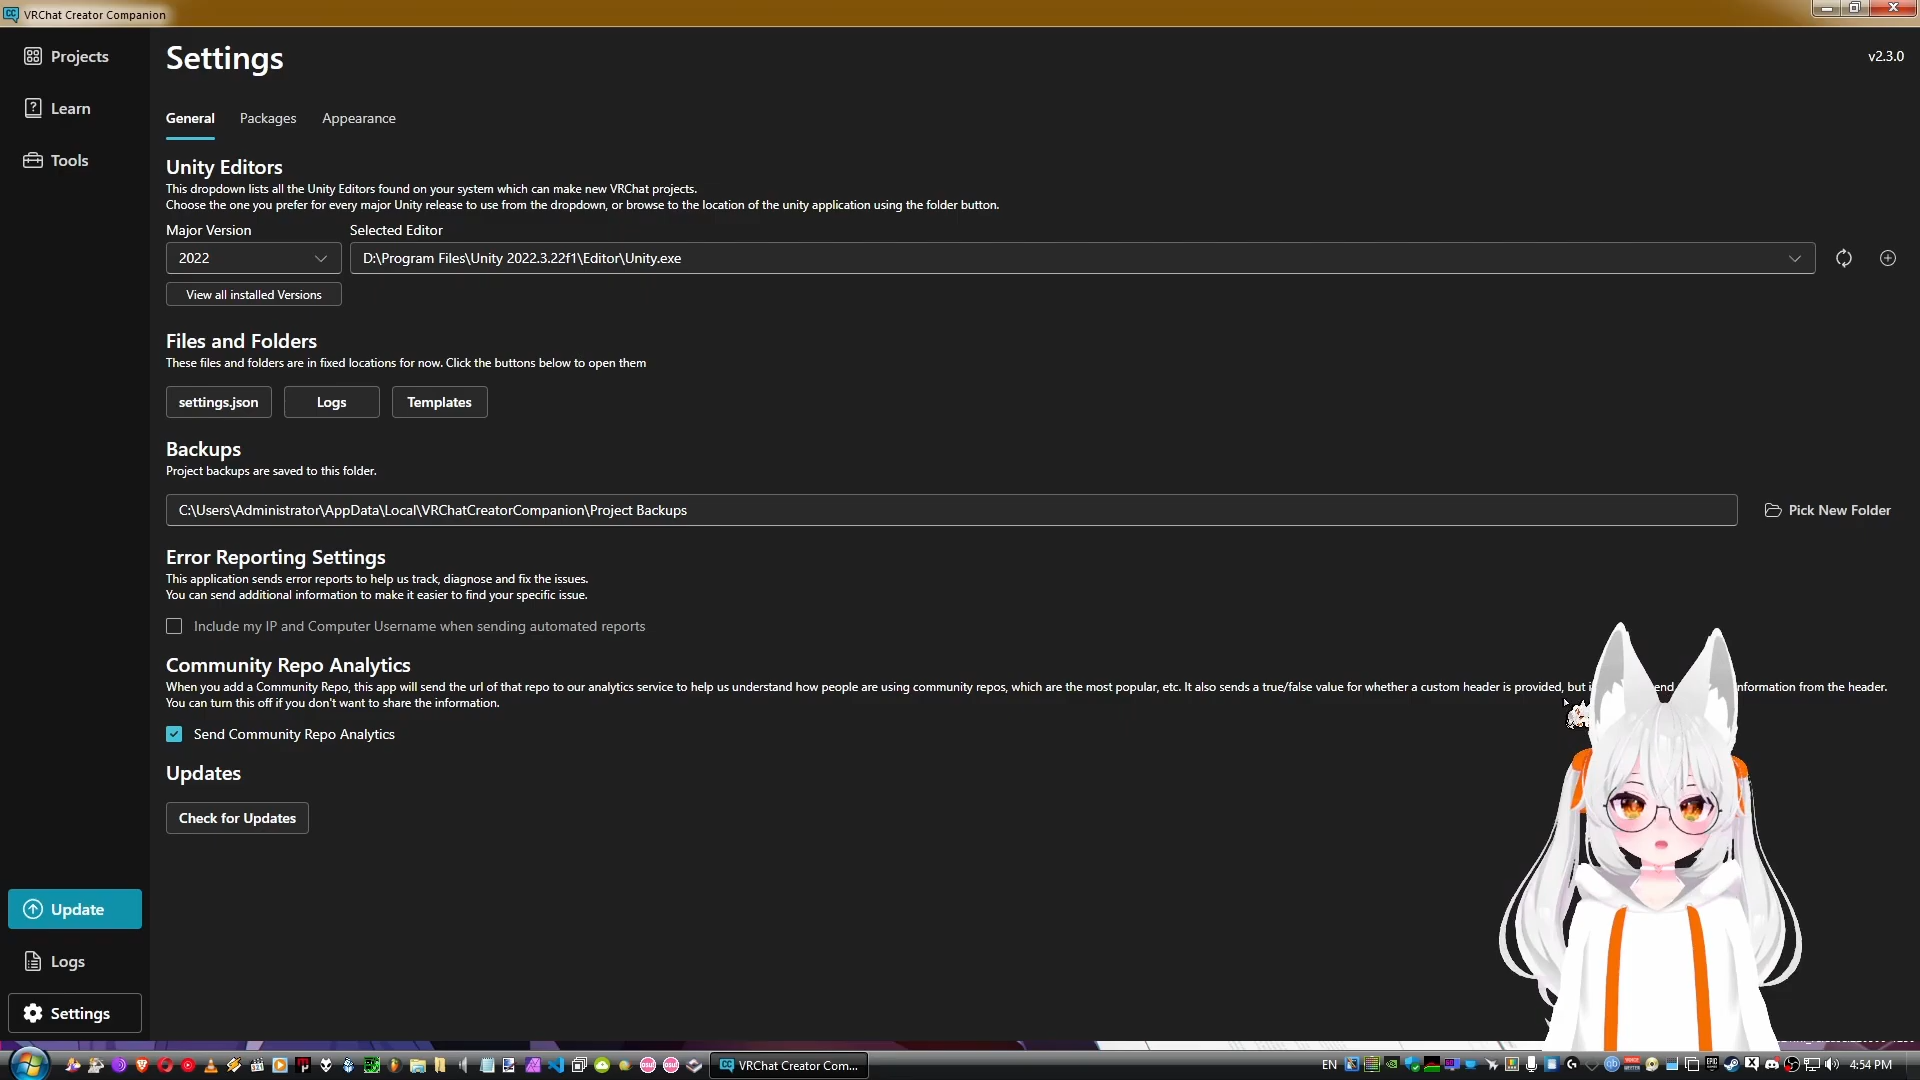 VRChat Creator Companion
Projects
Learn
Tools
Settings
v2.3.0
General
Packages
Appearance
Unity Editors
This dropdown lists all the Unity Editors found on your system which can make new VRChat projects.
Choose the one you prefer for every major Unity release to use from the dropdown, or browse to the location of the unity application using the folder button.
Major Version
Selected Editor
2022
D:\Program Files\Unity 2022.3.22f1\Editor\Unity.exe
View all installed Versions
Files and Folders
These files and folders are in fixed locations for now. Click the buttons below to open them
settings.json
Logs
Templates
Backups
Project backups are saved to this folder.
C:\Users\Administrator\AppData\Local\VRChatCreatorCompanion\Project Backups
Pick New Folder
Error Reporting Settings
This application sends error reports to help us track, diagnose and fix the issues.
You can send additional information to make it easier to find your specific issue.
Include my IP and Computer Username when sending automated reports
Community Repo Analytics
When you add a Community Repo, this app will send the url of that repo to our analytics service to help us understand how people are using community repos, which are the most popular, etc. It also sends a true/false value for whether a custom header is provided, but information from the header.
You can turn this off if you don't want to share the information.
Send Community Repo Analytics
Updates
Check for Updates
Update
Logs
Settings
VRChat Creator Com...
EN
4:54 PM